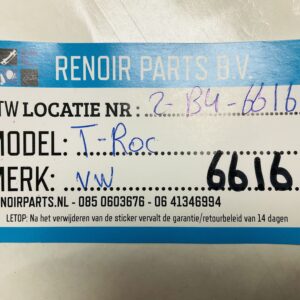 RENOIR PARTS B.V.
TW LOCATIE NR : 2-B4-6616
MODEL: T-Roc
MERK: VW 6616
NOIRPARTS.NL - 085 0603676 - 06 41346994
LETOP: Na het verwijderen van de sticker vervalt de garantie/retourbeleid van 14 dagen